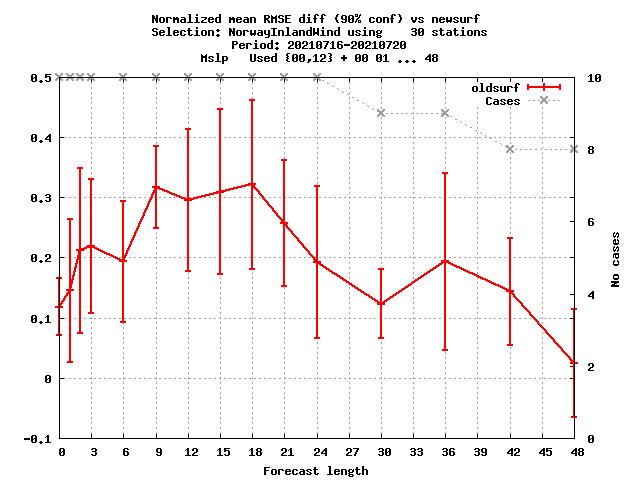 Normalized mean RMSE diff (90% conf) vs newsurf
Selection: NorwayInlandWind using    30 stations
Period: 20210716-20210720
Mslp   Used {00,12} + 00 01 ... 48
oldsurf
Cases
0.5
0.4
0.3
0.2
0.1
0
-0.1
10
8
6
4
2
0
No cases
0 3 6 9 12 15 18 21 24 27 30 33 36 39 42 45 48
Forecast length